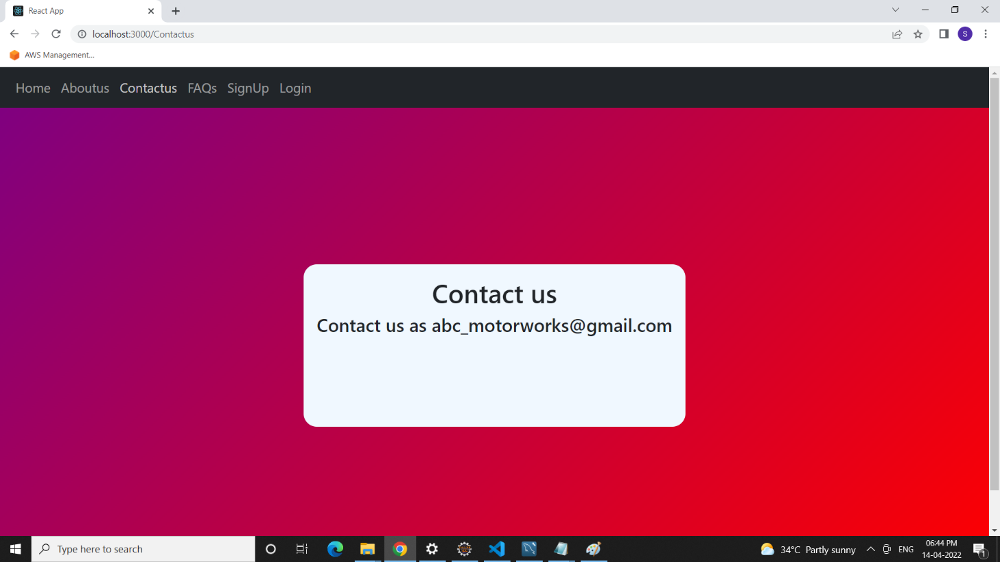 React App
localhost:3000/Contactus
S
AWS Management...
Home Aboutus Contactus FAQs SignUp Login
Contact us
Contact us as abc_motorworks@gmail.com
Type here to search
34°C Partly sunny
ENG
06:44 PM
14-04-2022
1